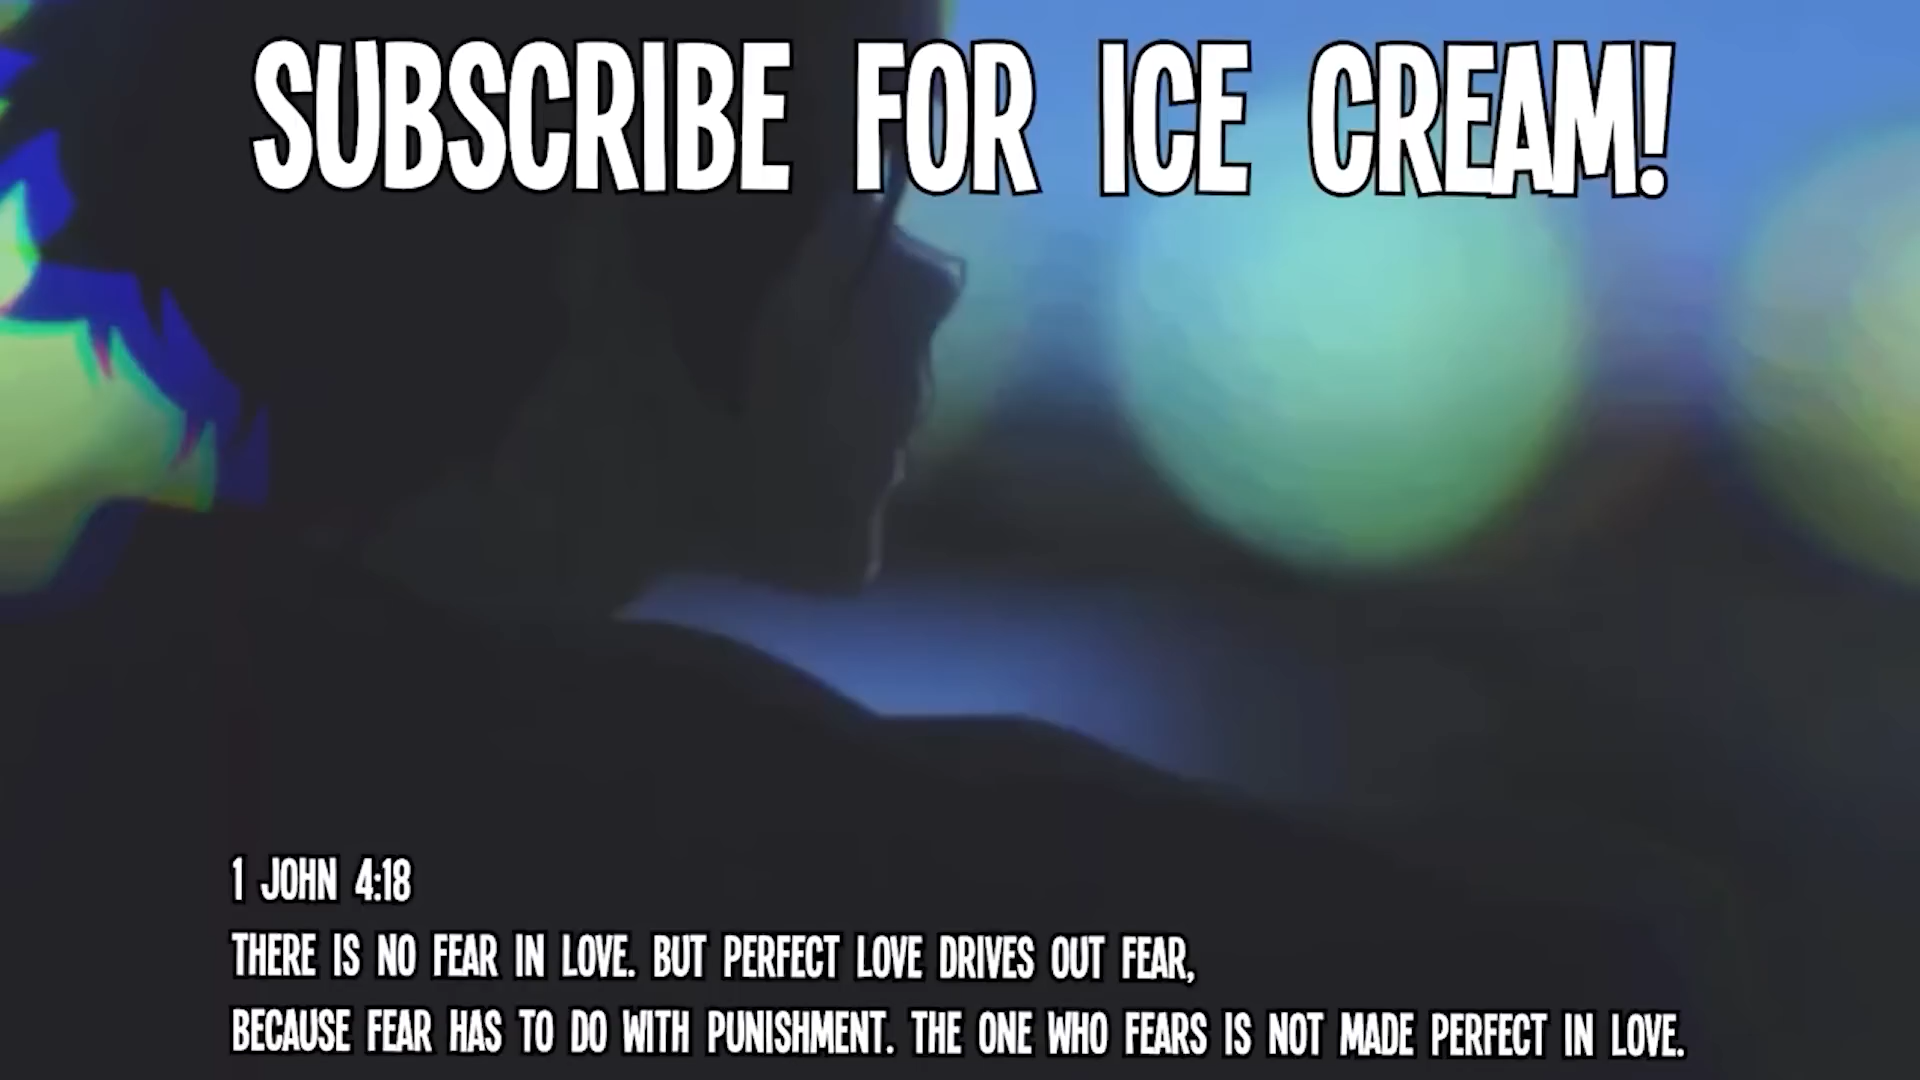 SUBSCRIBE FOR ICE CREAM!
1 JOHN 4:18
THERE IS NO FEAR IN LOVE. BUT PERFECT LOVE DRIVES OUT FEAR,
BECAUSE FEAR HAS TO DO WITH PUNISHMENT. THE ONE WHO FEARS IS NOT MADE PERFECT IN LOVE.